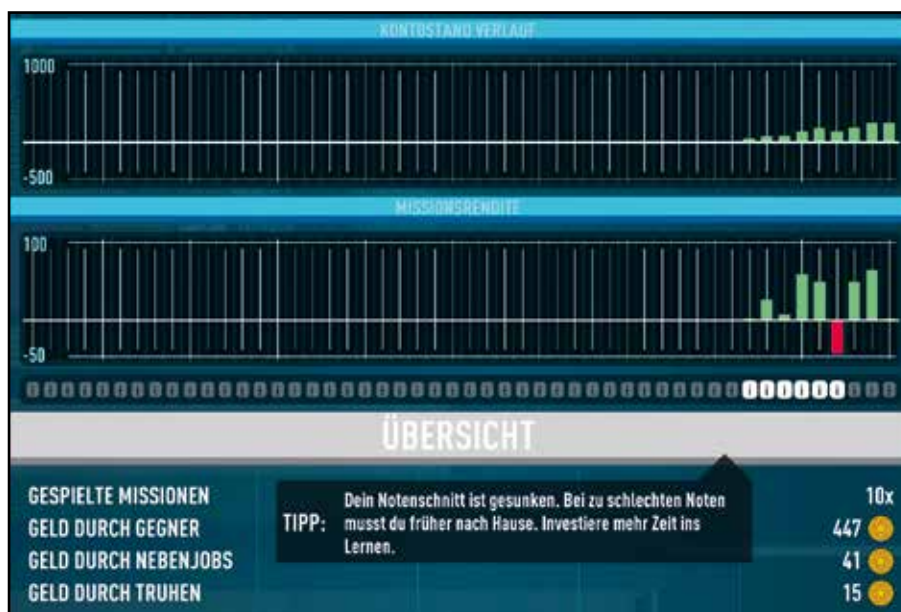 KONTOSTAND VERLAUF
1000
-500
MISSIONSRENDITE
100
-50
ÜBERSICHT
GESPIELTE MISSIONEN 10x
GELD DURCH GEGNER 447
GELD DURCH NEBENJOBS 41
GELD DURCH TRUHEN 15
TIPP: Dein Notenschnitt ist gesunken. Bei zu schlechten Noten
musst du früher nach Hause. Investiere mehr Zeit ins
Lernen.